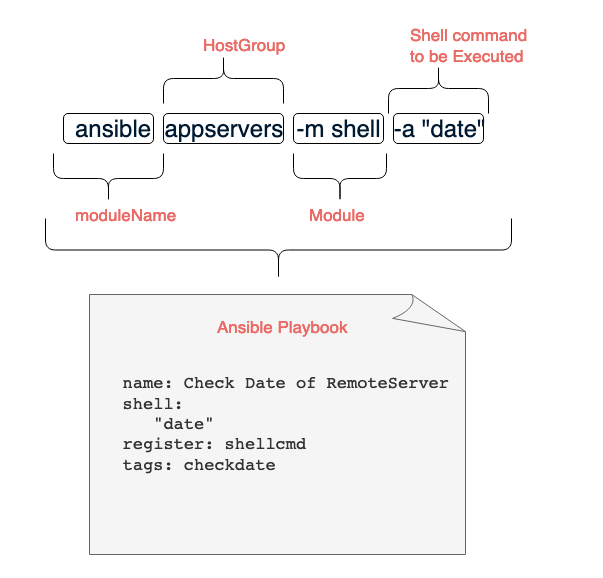 Shell command
to be Executed
HostGroup
ansible appservers -m shell -a "date"
moduleName
Module
Ansible Playbook
name: Check Date of RemoteServer
shell:
"date"
register: shellcmd
tags: checkdate